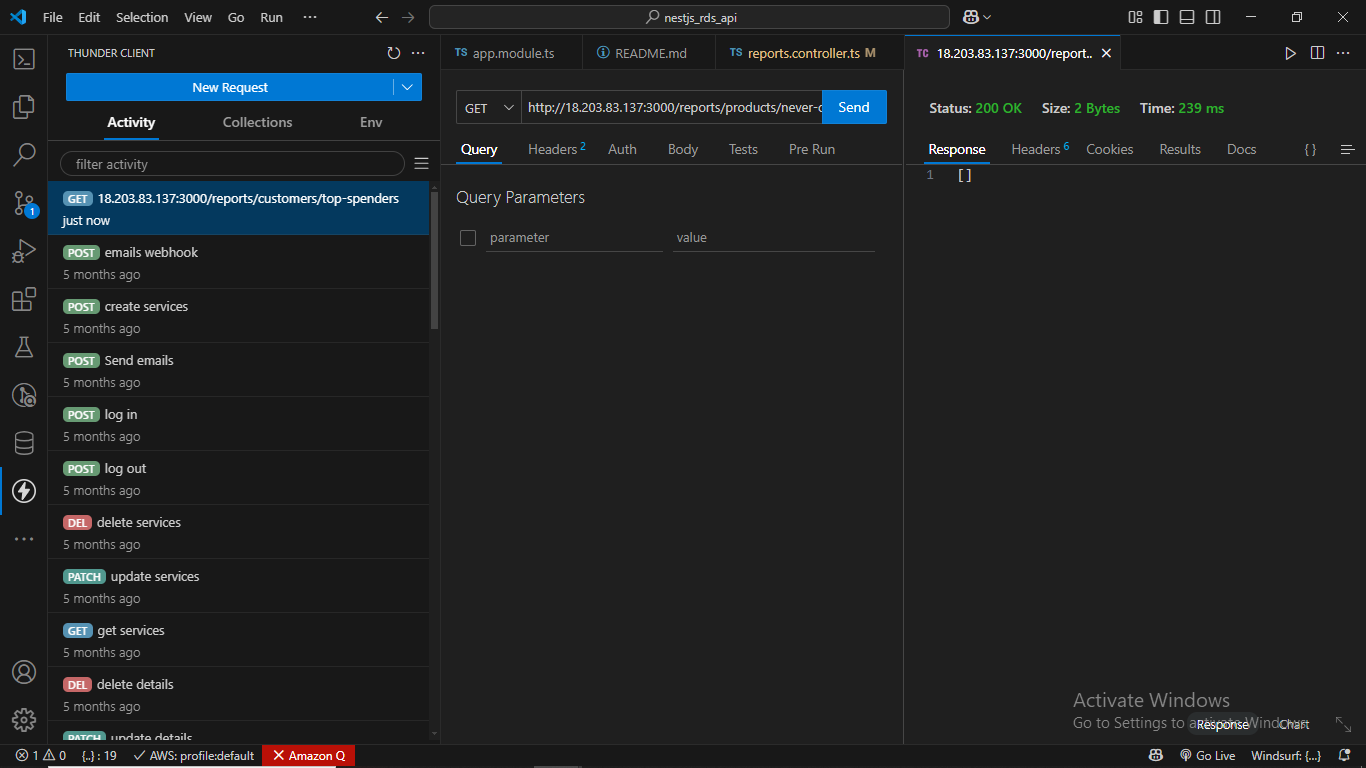 File Edit Selection View Go Run ··· nestjs_rds_api
THUNDER CLIENT
New Request
Activity Collections Env
filter activity
GET 18.203.83.137:3000/reports/customers/top-spenders
just now
POST emails webhook
5 months ago
POST create services
5 months ago
POST Send emails
5 months ago
POST log in
5 months ago
POST log out
5 months ago
DEL delete services
5 months ago
PATCH update services
5 months ago
GET get services
5 months ago
DEL delete details
5 months ago
PATCH update details
TS app.module.ts README.md TS reports.controller.ts M TC 18.203.83.137:3000/report..
GET http://18.203.83.137:3000/reports/products/never-o Send
Query Headers 2 Auth Body Tests Pre Run
Query Parameters
parameter value
Status: 200 OK Size: 2 Bytes Time: 239 ms
Response Headers 6 Cookies Results Docs { }
1 []
Activate Windows
Go to Settings to activate Windows.
Response Chart
1
1 0 {..} : 19 AWS: profile:default Amazon Q Go Live Windsurf: {...}